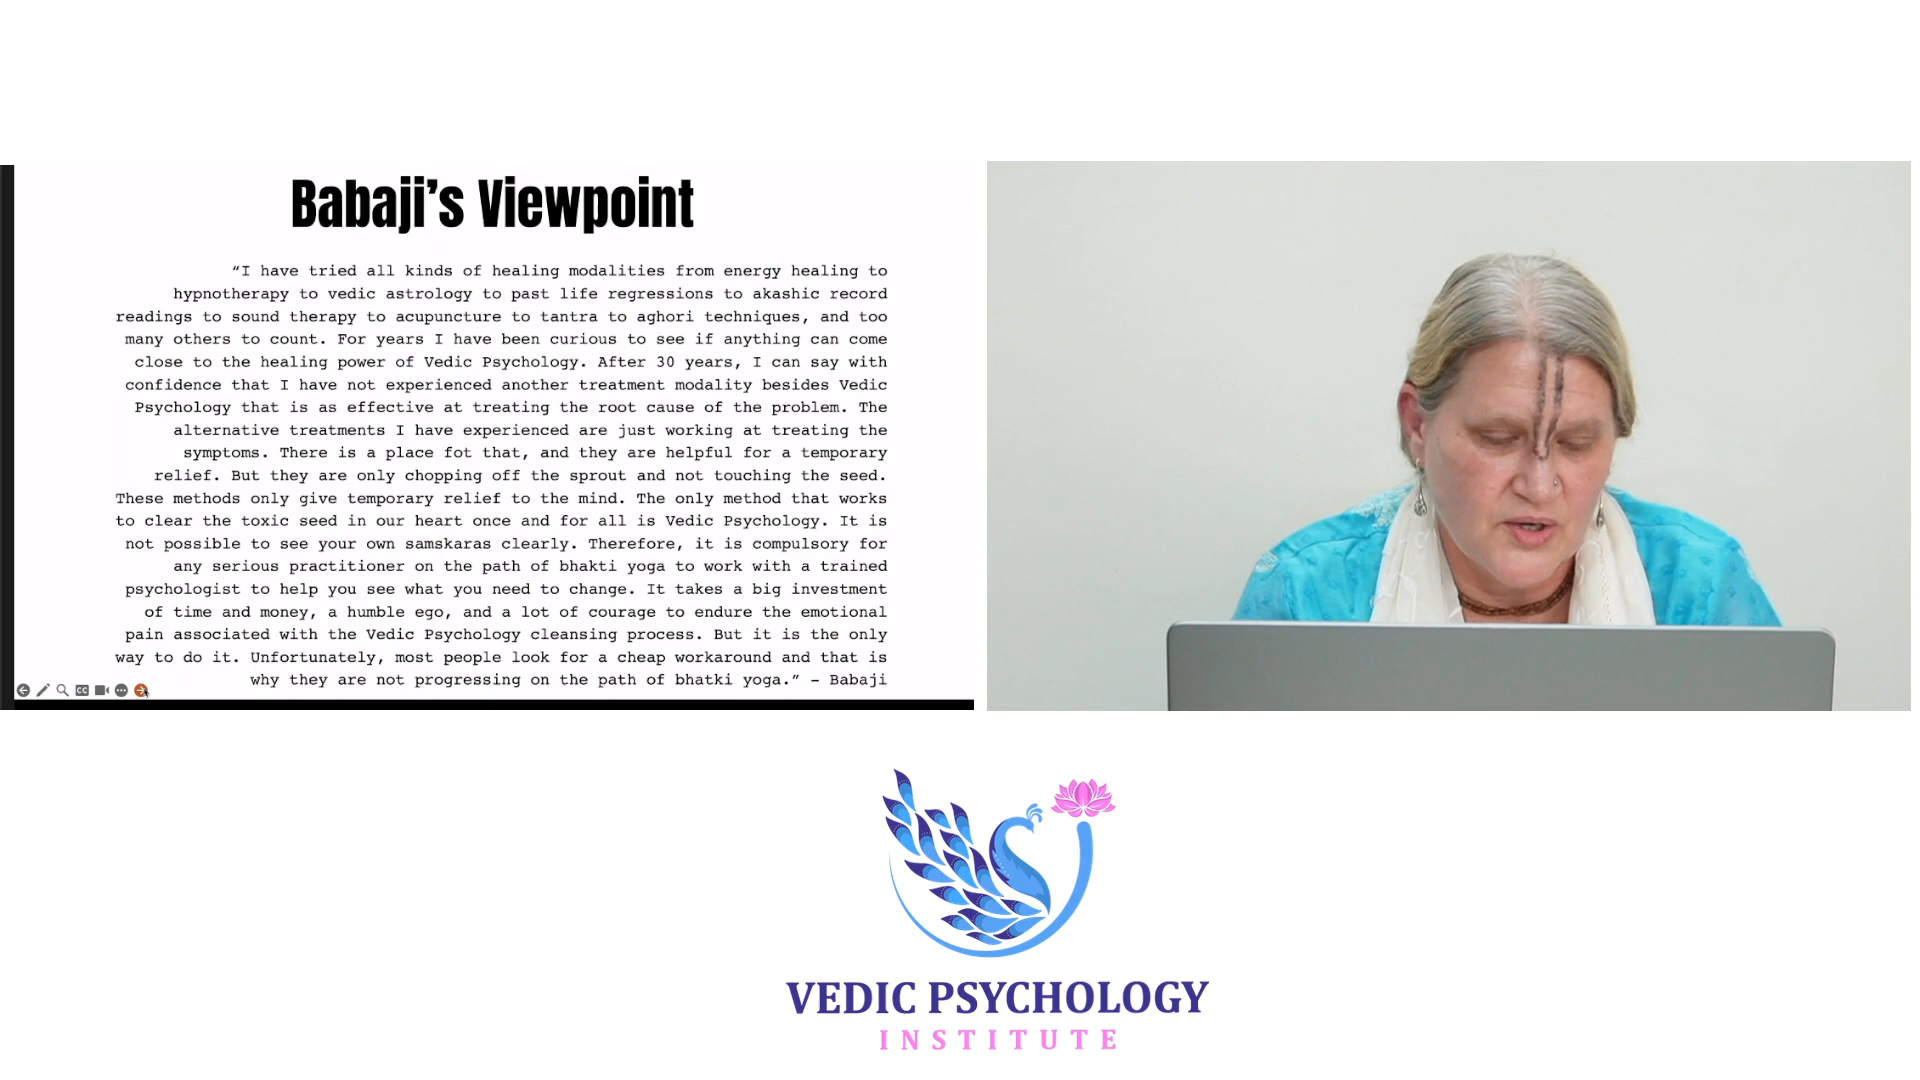 Babaji’s Viewpoint
“I have tried all kinds of healing modalities from energy healing to
hypnotherapy to vedic astrology to past life regressions to akashic record
readings to sound therapy to acupuncture to tantra to aghori techniques, and too
many others to count. For years I have been curious to see if anything can come
close to the healing power of Vedic Psychology. After 30 years, I can say with
confidence that I have not experienced another treatment modality besides Vedic
Psychology that is as effective at treating the root cause of the problem. The
alternative treatments I have experienced are just working at treating the
symptoms. There is a place fot that, and they are helpful for a temporary
relief. But they are only chopping off the sprout and not touching the seed.
These methods only give temporary relief to the mind. The only method that works
to clear the toxic seed in our heart once and for all is Vedic Psychology. It is
not possible to see your own samskaras clearly. Therefore, it is compulsory for
any serious practitioner on the path of bhakti yoga to work with a trained
psychologist to help you see what you need to change. It takes a big investment
of time and money, a humble ego, and a lot of courage to endure the emotional
pain associated with the Vedic Psychology cleansing process. But it is the only
way to do it. Unfortunately, most people look for a cheap workaround and that is
why they are not progressing on the path of bhatki yoga.” – Babaji
CC
VEDIC PSYCHOLOGY
INSTITUTE